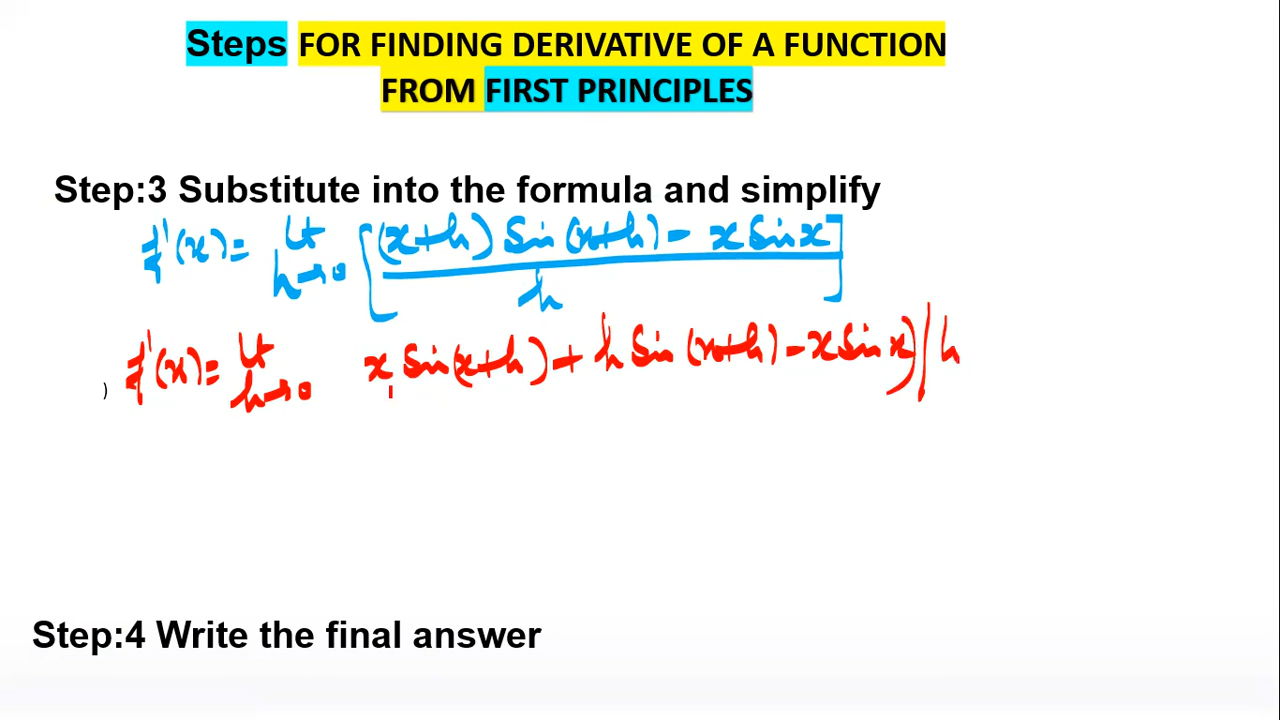 Steps FOR FINDING DERIVATIVE OF A FUNCTION
FROM FIRST PRINCIPLES
Step:3 Substitute into the formula and simplify
f'(x) = Lt h→0 [(x+h) Sin (x+h) - x Sin x] / h
f'(x) = Lt h→0 x Sin(x+h) + h Sin (x+h) - x Sin x) / h
)
Step:4 Write the final answer